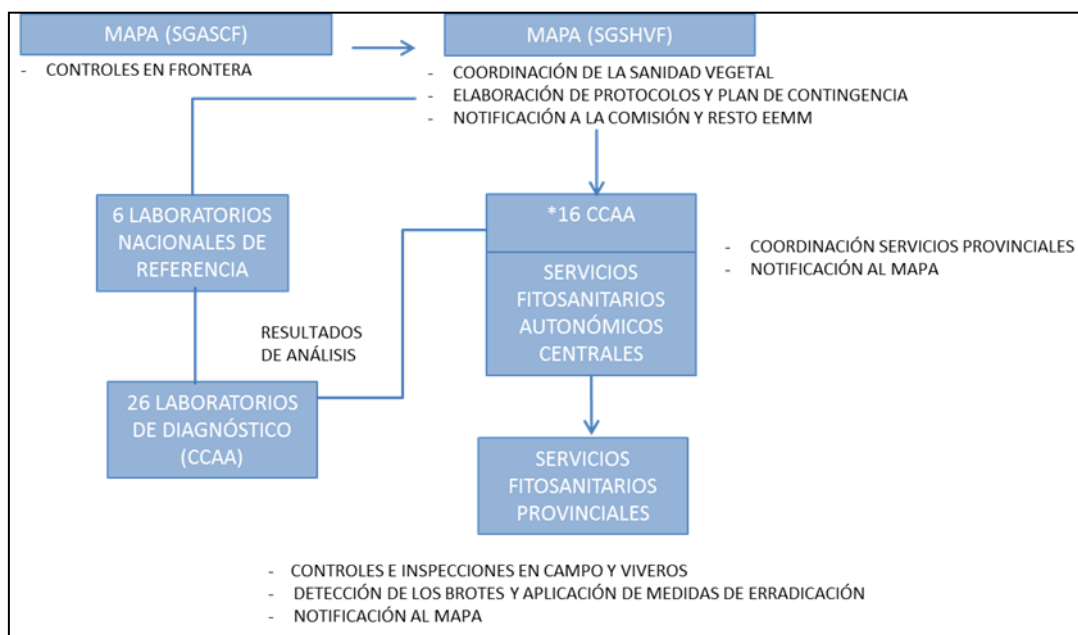 MAPA (SGASCF)
MAPA (SGSHVF)
- CONTROLES EN FRONTERA
- COORDINACIÓN DE LA SANIDAD VEGETAL
- ELABORACIÓN DE PROTOCOLOS Y PLAN DE CONTINGENCIA
- NOTIFICACIÓN A LA COMISIÓN Y RESTO EEMM
6 LABORATORIOS
NACIONALES DE
REFERENCIA
*16 CCAA
SERVICIOS
FITOSANITARIOS
AUTONÓMICOS
CENTRALES
- COORDINACIÓN SERVICIOS PROVINCIALES
- NOTIFICACIÓN AL MAPA
RESULTADOS
DE ANÁLISIS
26 LABORATORIOS
DE DIAGNÓSTICO
(CCAA)
SERVICIOS
FITOSANITARIOS
PROVINCIALES
- CONTROLES E INSPECCIONES EN CAMPO Y VIVEROS
- DETECCIÓN DE LOS BROTES Y APLICACIÓN DE MEDIDAS DE ERRADICACIÓN
- NOTIFICACIÓN AL MAPA